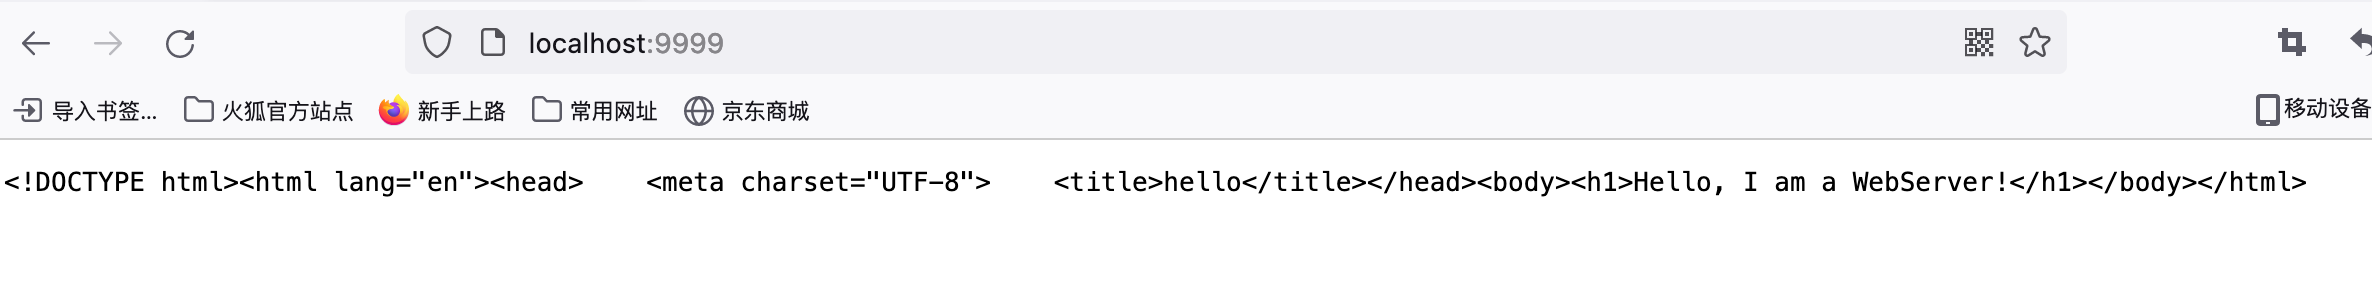 localhost:9999
导入书签... 火狐官方站点 新手上路 常用网址 京东商城 移动设备
<!DOCTYPE html><html lang="en"><head>    <meta charset="UTF-8">    <title>hello</title></head><body><h1>Hello, I am a WebServer!</h1></body></html>